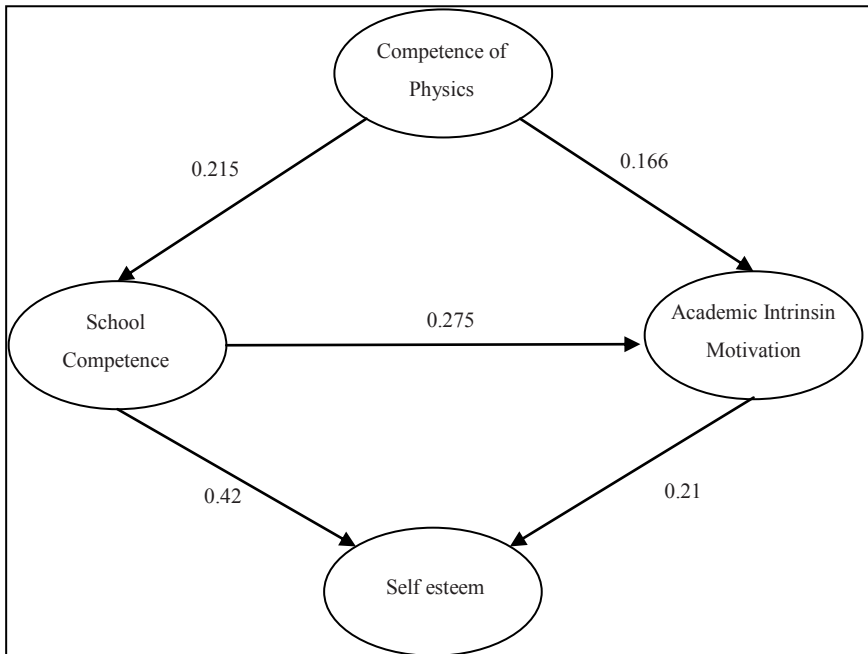 Competence of
Physics
0.215
0.166
School
Competence
0.275
Academic Intrinsin
Motivation
0.42
0.21
Self esteem